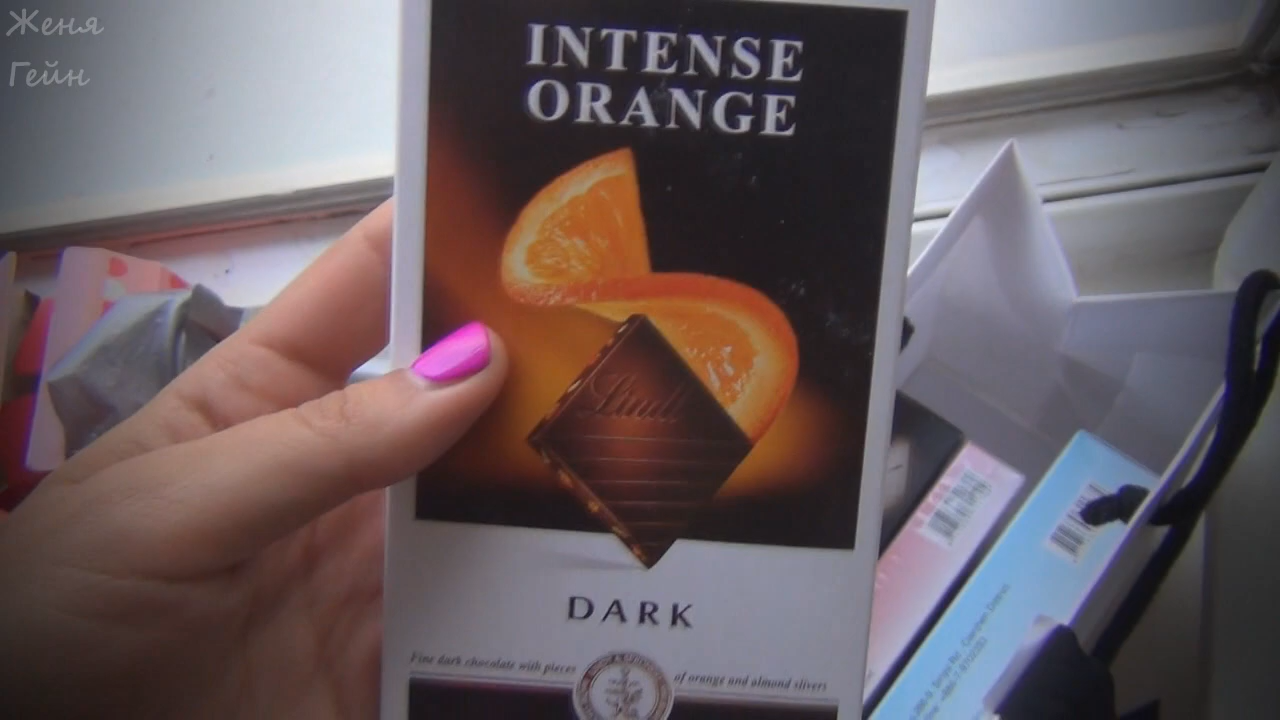 Женя
Гейн
INTENSE
ORANGE
Lindt
DARK
Fine dark chocolate with pieces of orange and almond slivers